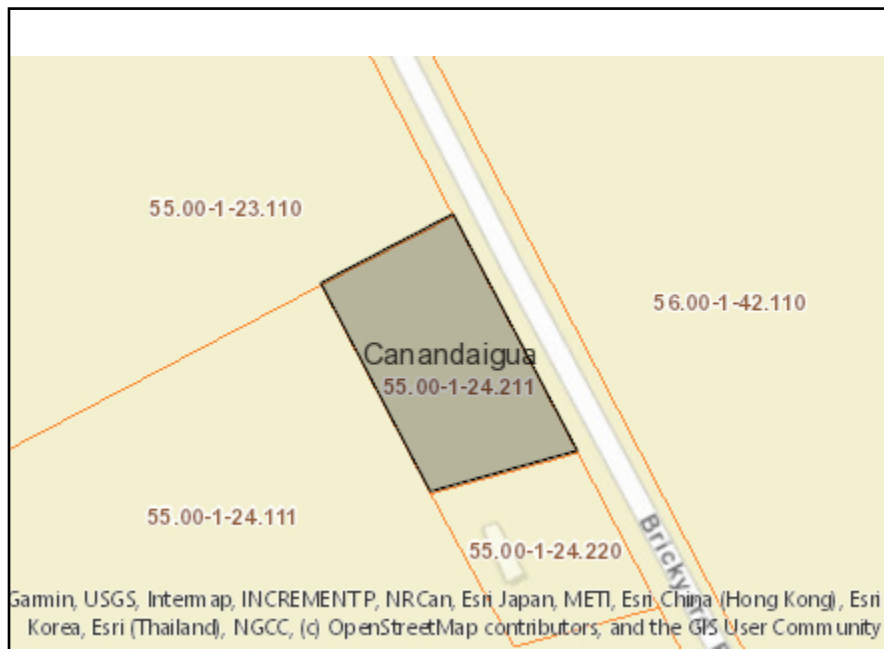 55.00-1-23.110
56.00-1-42.110
Canandaigua
55.00-1-24.211
55.00-1-24.111
55.00-1-24.220
Garmin, USGS, Intermap, INCREMENT P, NRCan, Esri Japan, METI, Esri China (Hong Kong), Esri
Korea, Esri (Thailand), NGCC, (c) OpenStreetMap contributors, and the GIS User Community